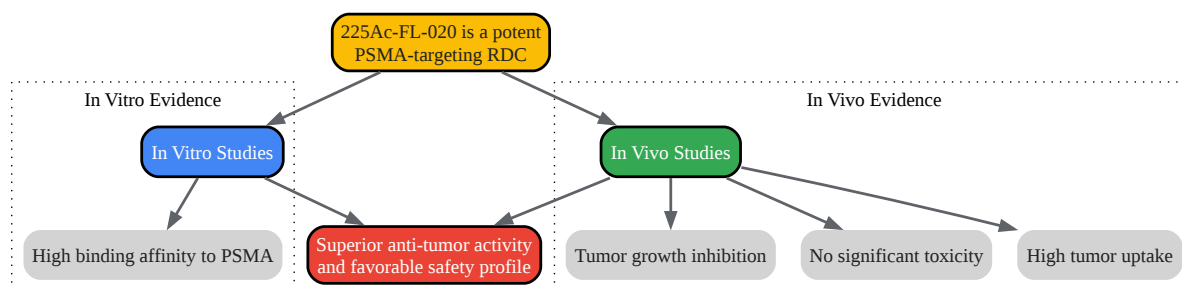 225Ac-FL-020 is a potent
PSMA-targeting RDC
In Vitro Evidence
In Vivo Evidence
In Vitro Studies
In Vivo Studies
High binding affinity to PSMA
Superior anti-tumor activity
and favorable safety profile
Tumor growth inhibition
No significant toxicity
High tumor uptake